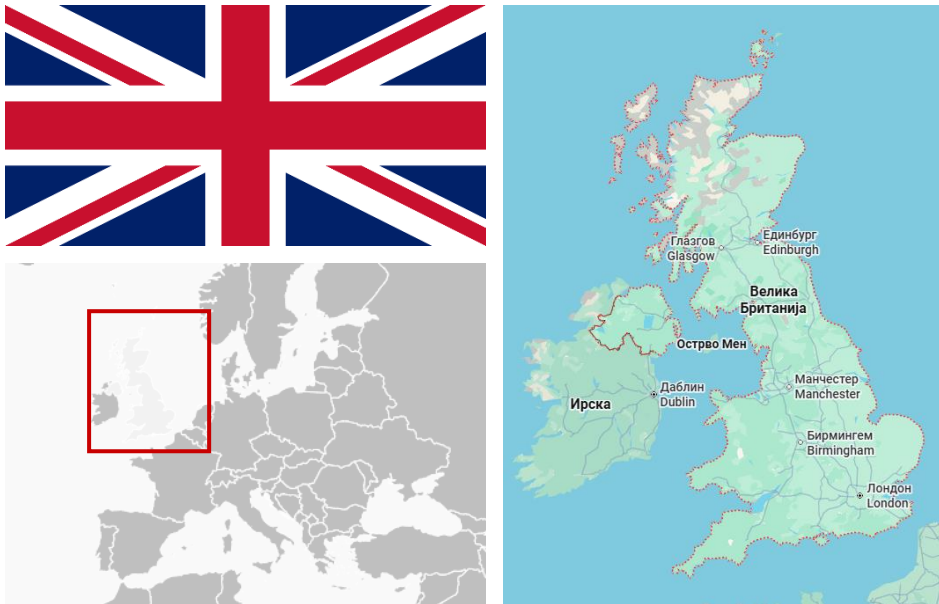 Глазгов
Glasgow
Единбург
Edinburgh
Велика
Британија
Острво Мен
Даблин
Dublin
Ирска
Манчестер
Manchester
Бирмингем
Birmingham
Лондон
London